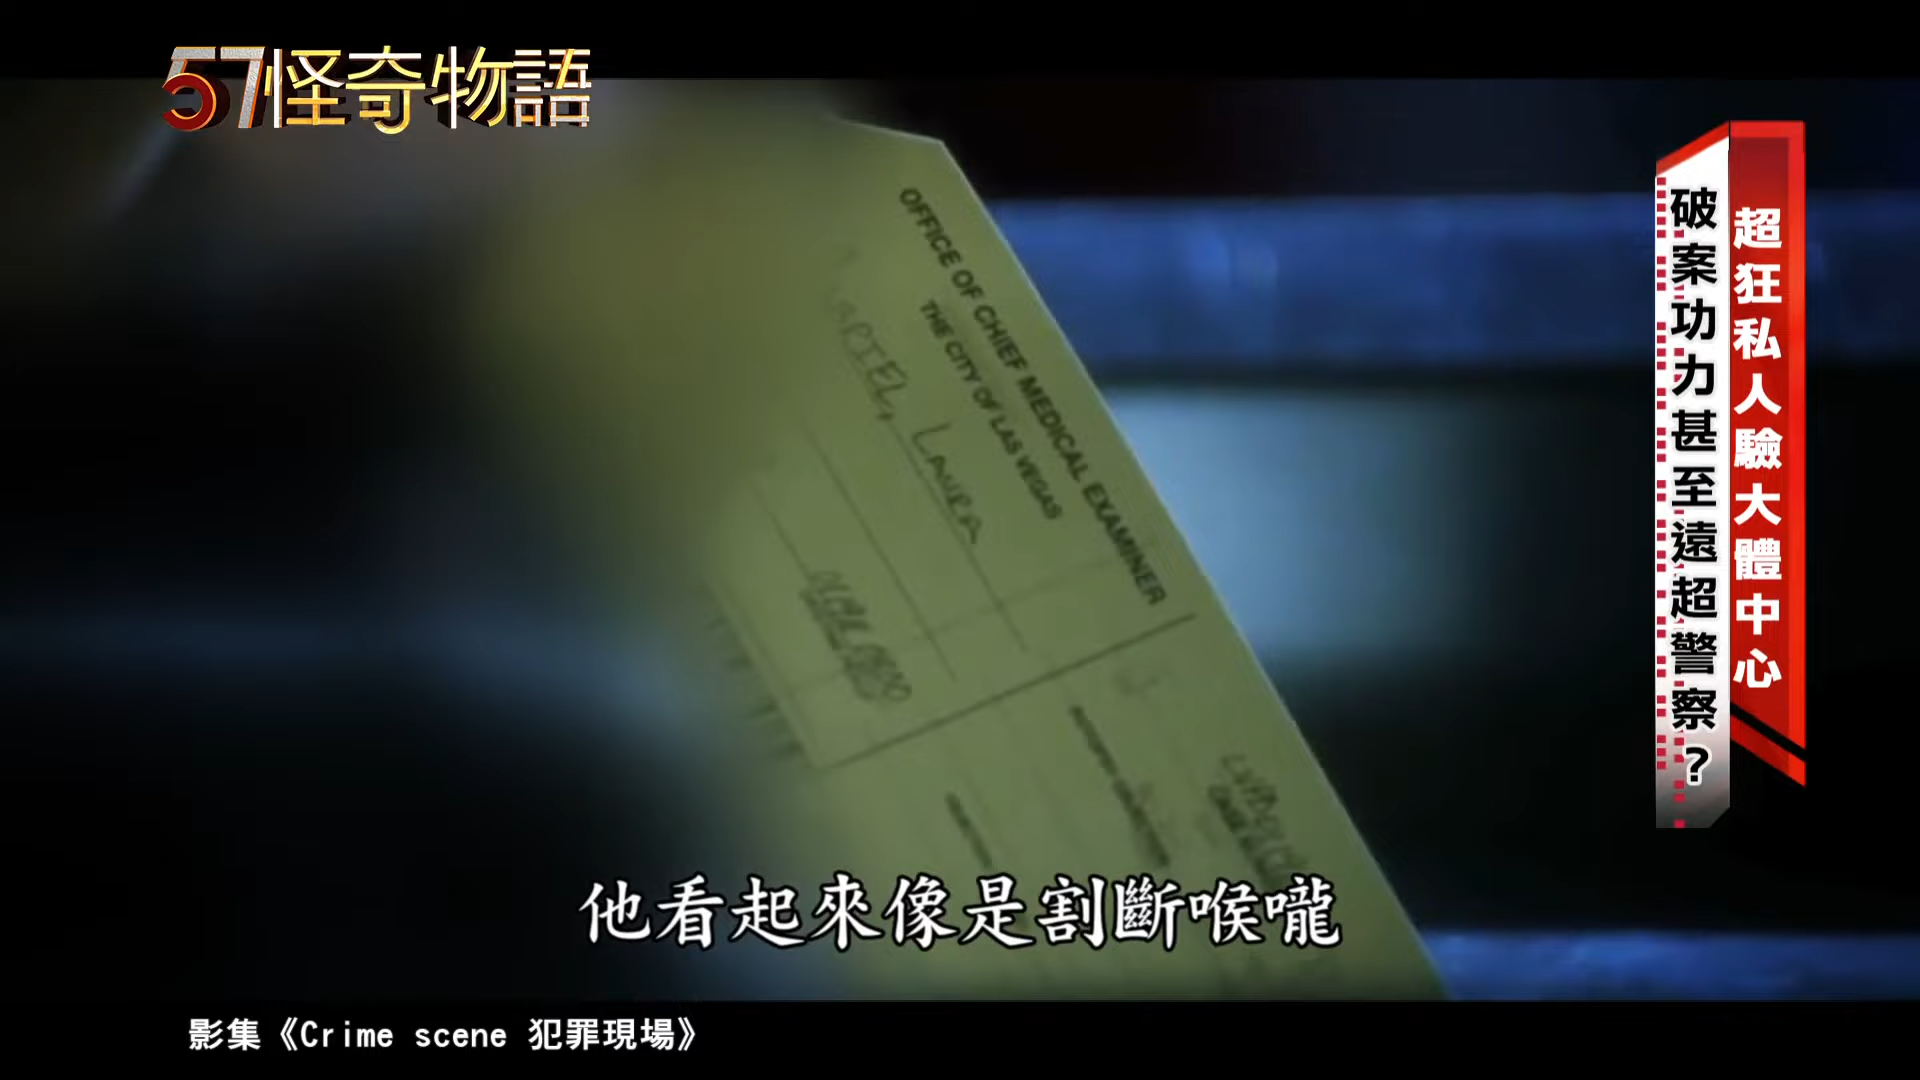 57怪奇物語
超狂私人驗大體中心
破案功力甚至遠超警察?
OFFICE OF CHIEF MEDICAL EXAMINER
THE CITY OF LAS VEGAS
LAURA
他看起來像是割斷喉嚨
影集《Crime scene 犯罪現場》